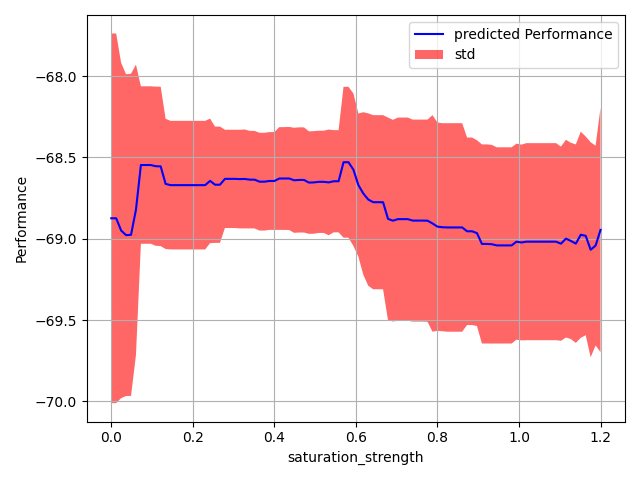 predicted Performance
std
Performance
−68.0
−68.5
−69.0
−69.5
−70.0
0.0 0.2 0.4 0.6 0.8 1.0 1.2
saturation_strength